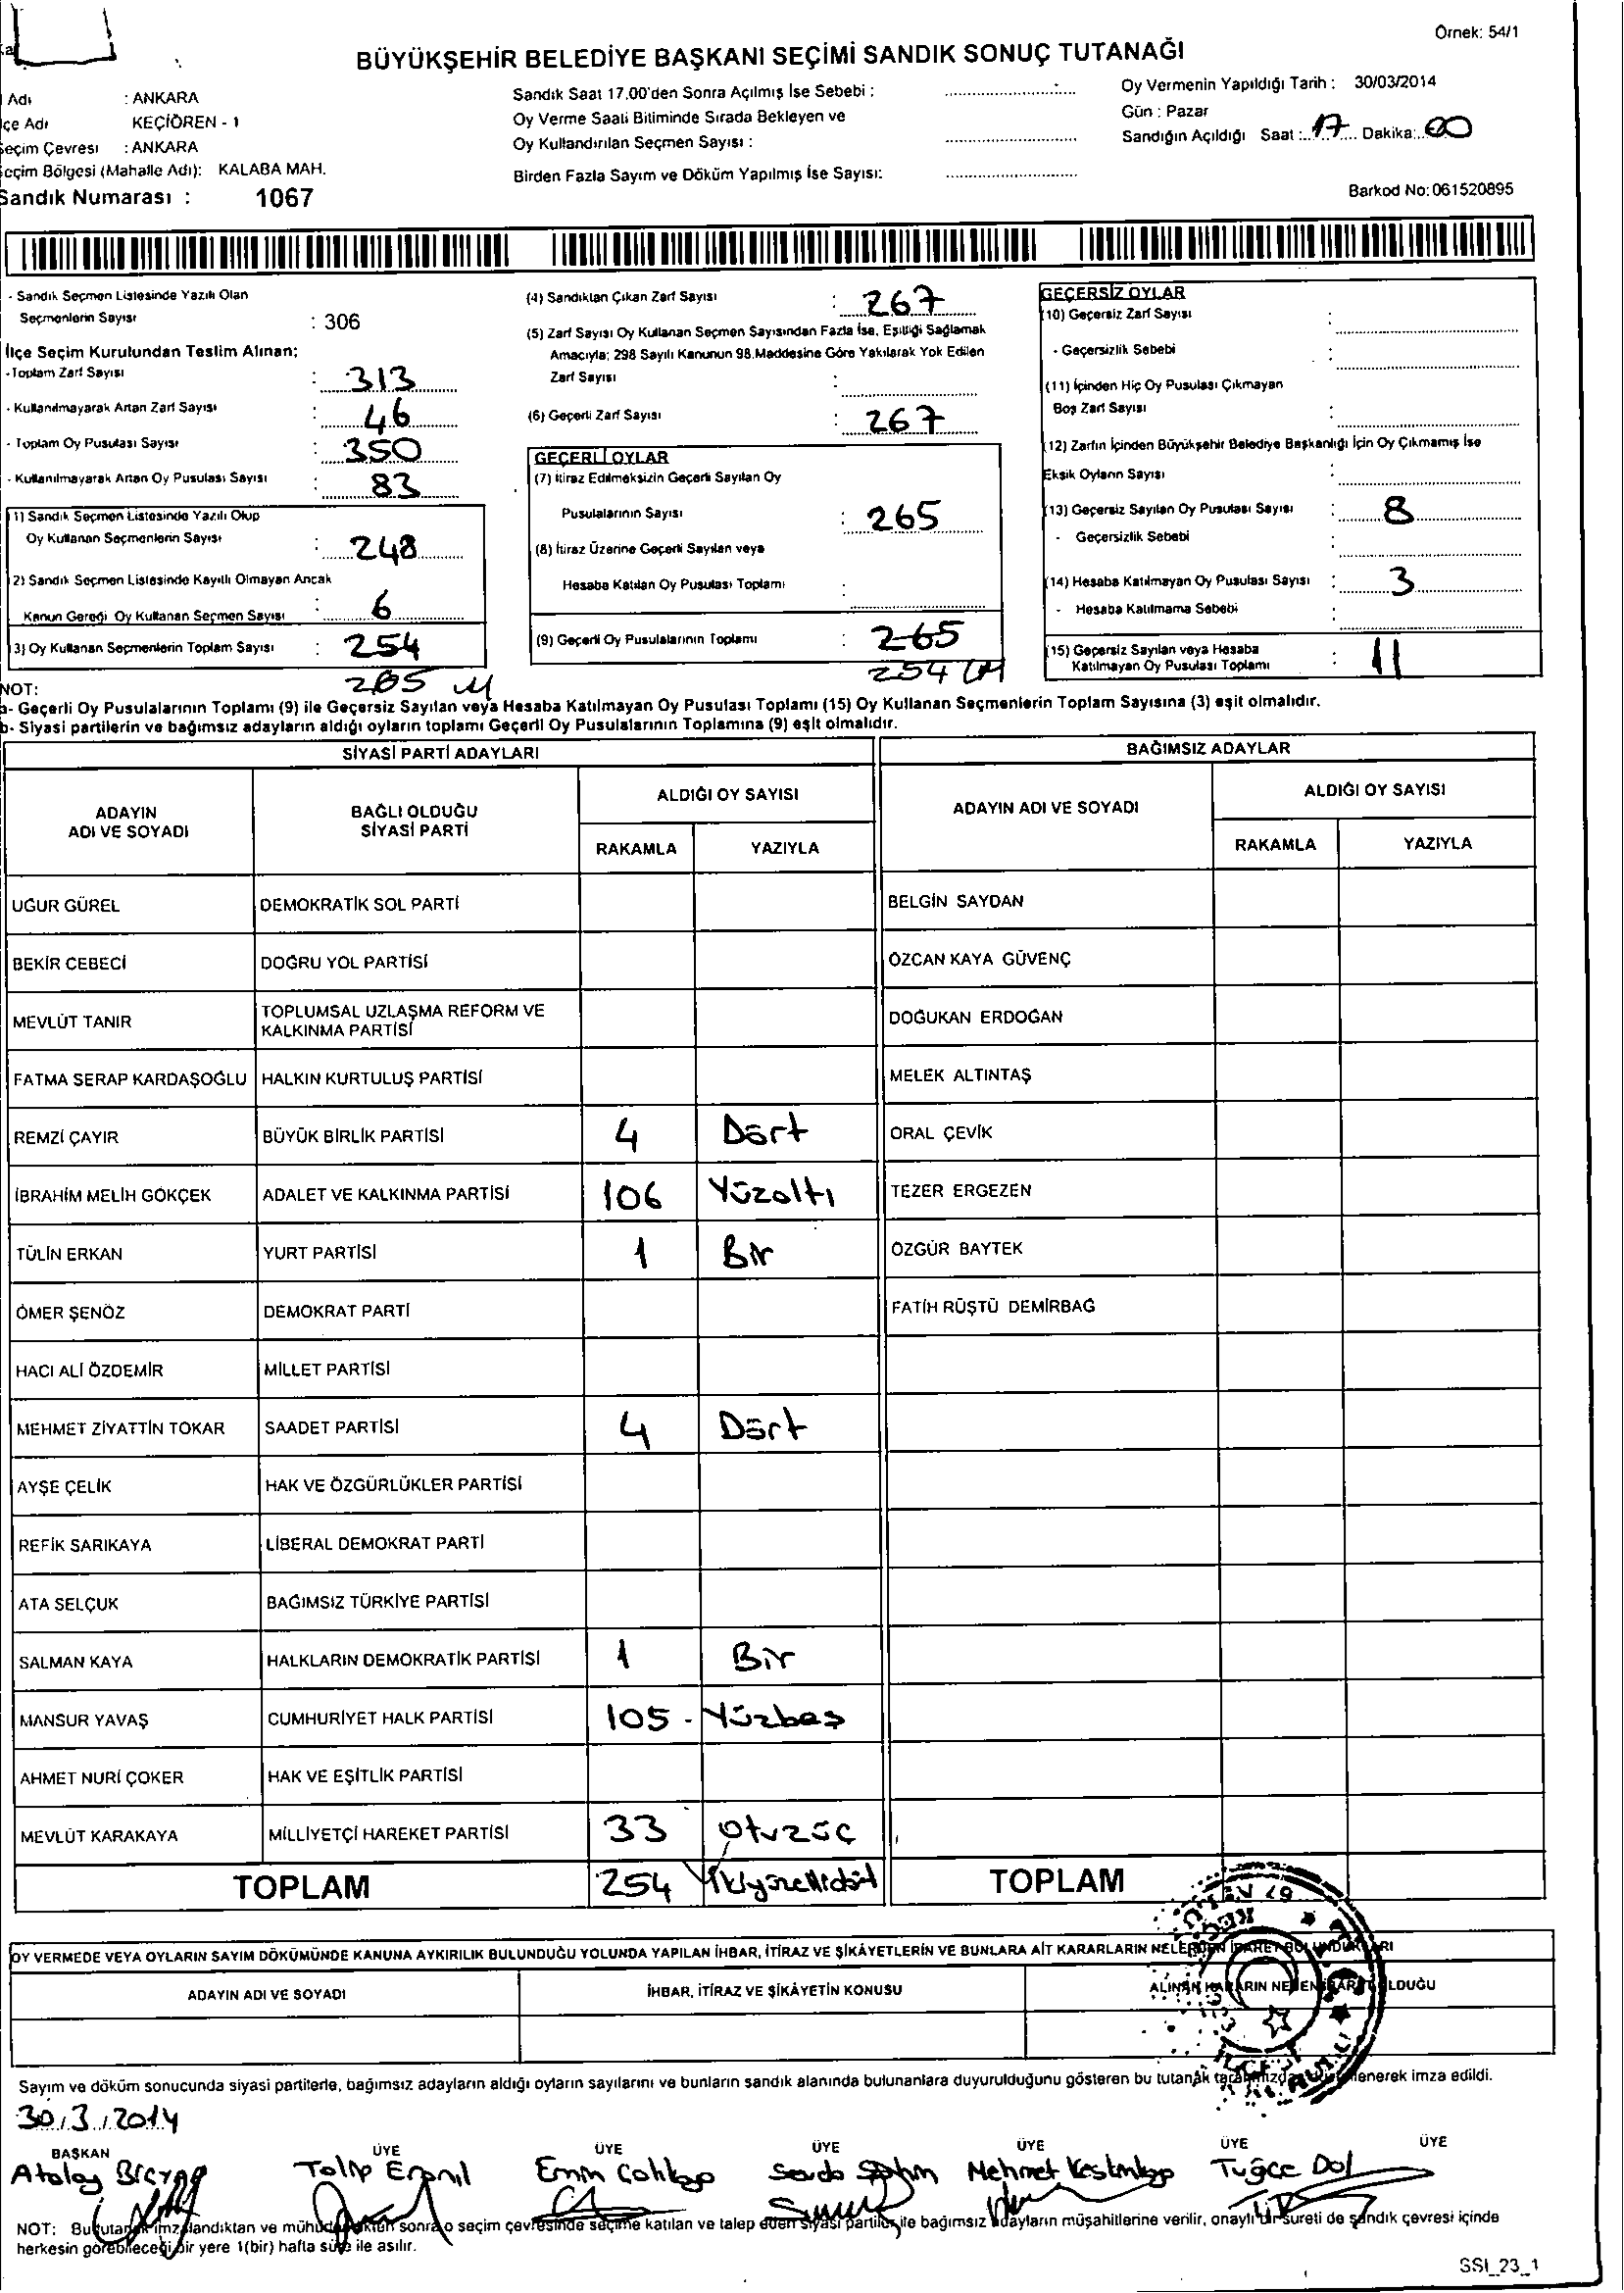 Örnek: 54/1
BÜYÜKŞEHİR BELEDİYE BAŞKANI SEÇİMİ SANDIK SONUÇ TUTANAĞI
Adı : ANKARA
çe Adı KEÇİÖREN - 1
eçim Çevresi : ANKARA
eçim Bölgesi (Mahalle Adı): KALABA MAH.
Sandık Numarası : 1067
Sandık Saat 17.00'den Sonra Açılmış İse Sebebi :
Oy Verme Saati Bitiminde Sırada Bekleyen ve
Oy Kullandırılan Seçmen Sayısı :
Birden Fazla Sayım ve Döküm Yapılmış İse Sayısı:
Oy Vermenin Yapıldığı Tarih : 30/03/2014
Gün : Pazar
Sandığın Açıldığı Saat : 17 Dakika: 00
Barkod No: 061520895
- Sandık Seçmen Listesinde Yazılı Olan
Seçmenlerin Sayısı : 306
İlçe Seçim Kurulundan Teslim Alınan;
-Toplam Zarf Sayısı : 313
- Kullanılmayarak Artan Zarf Sayısı : 46
- Toplam Oy Pusulası Sayısı : 350
- Kullanılmayarak Artan Oy Pusulası Sayısı : 83
1) Sandık Seçmen Listesinde Yazılı Olup
Oy Kullanan Seçmenlerin Sayısı : 248
2) Sandık Seçmen Listesinde Kayıtlı Olmayan Ancak
Kanun Gereği Oy Kullanan Seçmen Sayısı : 6
3) Oy Kullanan Seçmenlerin Toplam Sayısı : 254
265
(4) Sandıktan Çıkan Zarf Sayısı : 267
(5) Zarf Sayısı Oy Kullanan Seçmen Sayısından Fazla İse, Eşitliği Sağlamak
Amacıyla; 298 Sayılı Kanunun 98.Maddesine Göre Yakılarak Yok Edilen
Zarf Sayısı :
(6) Geçerli Zarf Sayısı : 267
GEÇERLİ OYLAR
(7) İtiraz Edilmeksizin Geçerli Sayılan Oy
Pusulalarının Sayısı : 265
(8) İtiraz Üzerine Geçerli Sayılan veya
Hesaba Katılan Oy Pusulası Toplamı :
(9) Geçerli Oy Pusulalarının Toplamı : 265
254
GEÇERSİZ OYLAR
(10) Geçersiz Zarf Sayısı :
- Geçersizlik Sebebi :
(11) İçinden Hiç Oy Pusulası Çıkmayan
Boş Zarf Sayısı :
(12) Zarfın İçinden Büyükşehir Belediye Başkanlığı İçin Oy Çıkmamış İse
Eksik Oyların Sayısı :
(13) Geçersiz Sayılan Oy Pusulası Sayısı : 8
- Geçersizlik Sebebi :
(14) Hesaba Katılmayan Oy Pusulası Sayısı : 3
- Hesaba Katılmama Sebebi :
(15) Geçersiz Sayılan veya Hesaba
Katılmayan Oy Pusulası Toplamı : 11
NOT:
a- Geçerli Oy Pusulalarının Toplamı (9) ile Geçersiz Sayılan veya Hesaba Katılmayan Oy Pusulası Toplamı (15) Oy Kullanan Seçmenlerin Toplam Sayısına (3) eşit olmalıdır.
b- Siyasi partilerin ve bağımsız adayların aldığı oyların toplamı Geçerli Oy Pusulalarının Toplamına (9) eşit olmalıdır.
SİYASİ PARTİ ADAYLARI BAĞIMSIZ ADAYLAR
ADAYIN ADI VE SOYADI BAĞLI OLDUĞU SİYASİ PARTİ ALDIĞI OY SAYISI ADAYIN ADI VE SOYADI ALDIĞI OY SAYISI
RAKAMLA YAZIYLA RAKAMLA YAZIYLA
UĞUR GÜREL DEMOKRATİK SOL PARTİ BELGİN SAYDAN
BEKİR CEBECİ DOĞRU YOL PARTİSİ ÖZCAN KAYA GÜVENÇ
MEVLÜT TANIR TOPLUMSAL UZLAŞMA REFORM VE KALKINMA PARTİSİ DOĞUKAN ERDOĞAN
FATMA SERAP KARDAŞOĞLU HALKIN KURTULUŞ PARTİSİ MELEK ALTINTAŞ
REMZİ ÇAYIR BÜYÜK BİRLİK PARTİSİ 4 Dört ORAL ÇEVİK
İBRAHİM MELİH GÖKÇEK ADALET VE KALKINMA PARTİSİ 106 Yüzaltı TEZER ERGEZEN
TÜLİN ERKAN YURT PARTİSİ 1 Bir ÖZGÜR BAYTEK
ÖMER ŞENÖZ DEMOKRAT PARTİ FATİH RÜŞTÜ DEMİRBAĞ
HACI ALİ ÖZDEMİR MİLLET PARTİSİ
MEHMET ZİYATTİN TOKAR SAADET PARTİSİ 4 Dört
AYŞE ÇELİK HAK VE ÖZGÜRLÜKLER PARTİSİ
REFİK SARIKAYA LİBERAL DEMOKRAT PARTİ
ATA SELÇUK BAĞIMSIZ TÜRKİYE PARTİSİ
SALMAN KAYA HALKLARIN DEMOKRATİK PARTİSİ 1 Bir
MANSUR YAVAŞ CUMHURİYET HALK PARTİSİ 105 - Yüzbeş
AHMET NURİ ÇOKER HAK VE EŞİTLİK PARTİSİ
MEVLÜT KARAKAYA MİLLİYETÇİ HAREKET PARTİSİ 33 Otuzüç
TOPLAM 254 İkiyüzellidört TOPLAM
OY VERMEDE VEYA OYLARIN SAYIM DÖKÜMÜNDE KANUNA AYKIRILIK BULUNDUĞU YOLUNDA YAPILAN İHBAR, İTİRAZ VE ŞİKÂYETLERİN VE BUNLARA AİT KARARLARIN NELERDEN İBARET BULUNDUKLARI
ADAYIN ADI VE SOYADI İHBAR, İTİRAZ VE ŞİKÂYETİN KONUSU ALINAN KARARIN NEDEN İBARET OLDUĞU
Sayım ve döküm sonucunda siyasi partilerle, bağımsız adayların aldığı oyların sayılarını ve bunların sandık alanında bulunanlara duyurulduğunu gösteren bu tutanak tarafımızdan enerek imza edildi.
30.3.2014
BAŞKAN ÜYE ÜYE ÜYE ÜYE ÜYE ÜYE
Atalay Talip Emin Sevda Mehmet Tuğçe
NOT: Bu tutanak imzalandıktan ve mühürlendikten sonra o seçim çevresinde seçime katılan ve talep eden siyasi partiler ile bağımsız adayların müşahitlerine verilir, onaylı bir sureti de sandık çevresi içinde
herkesin görebileceği bir yere 1(bir) hafta süre ile asılır.
SSI_23_1